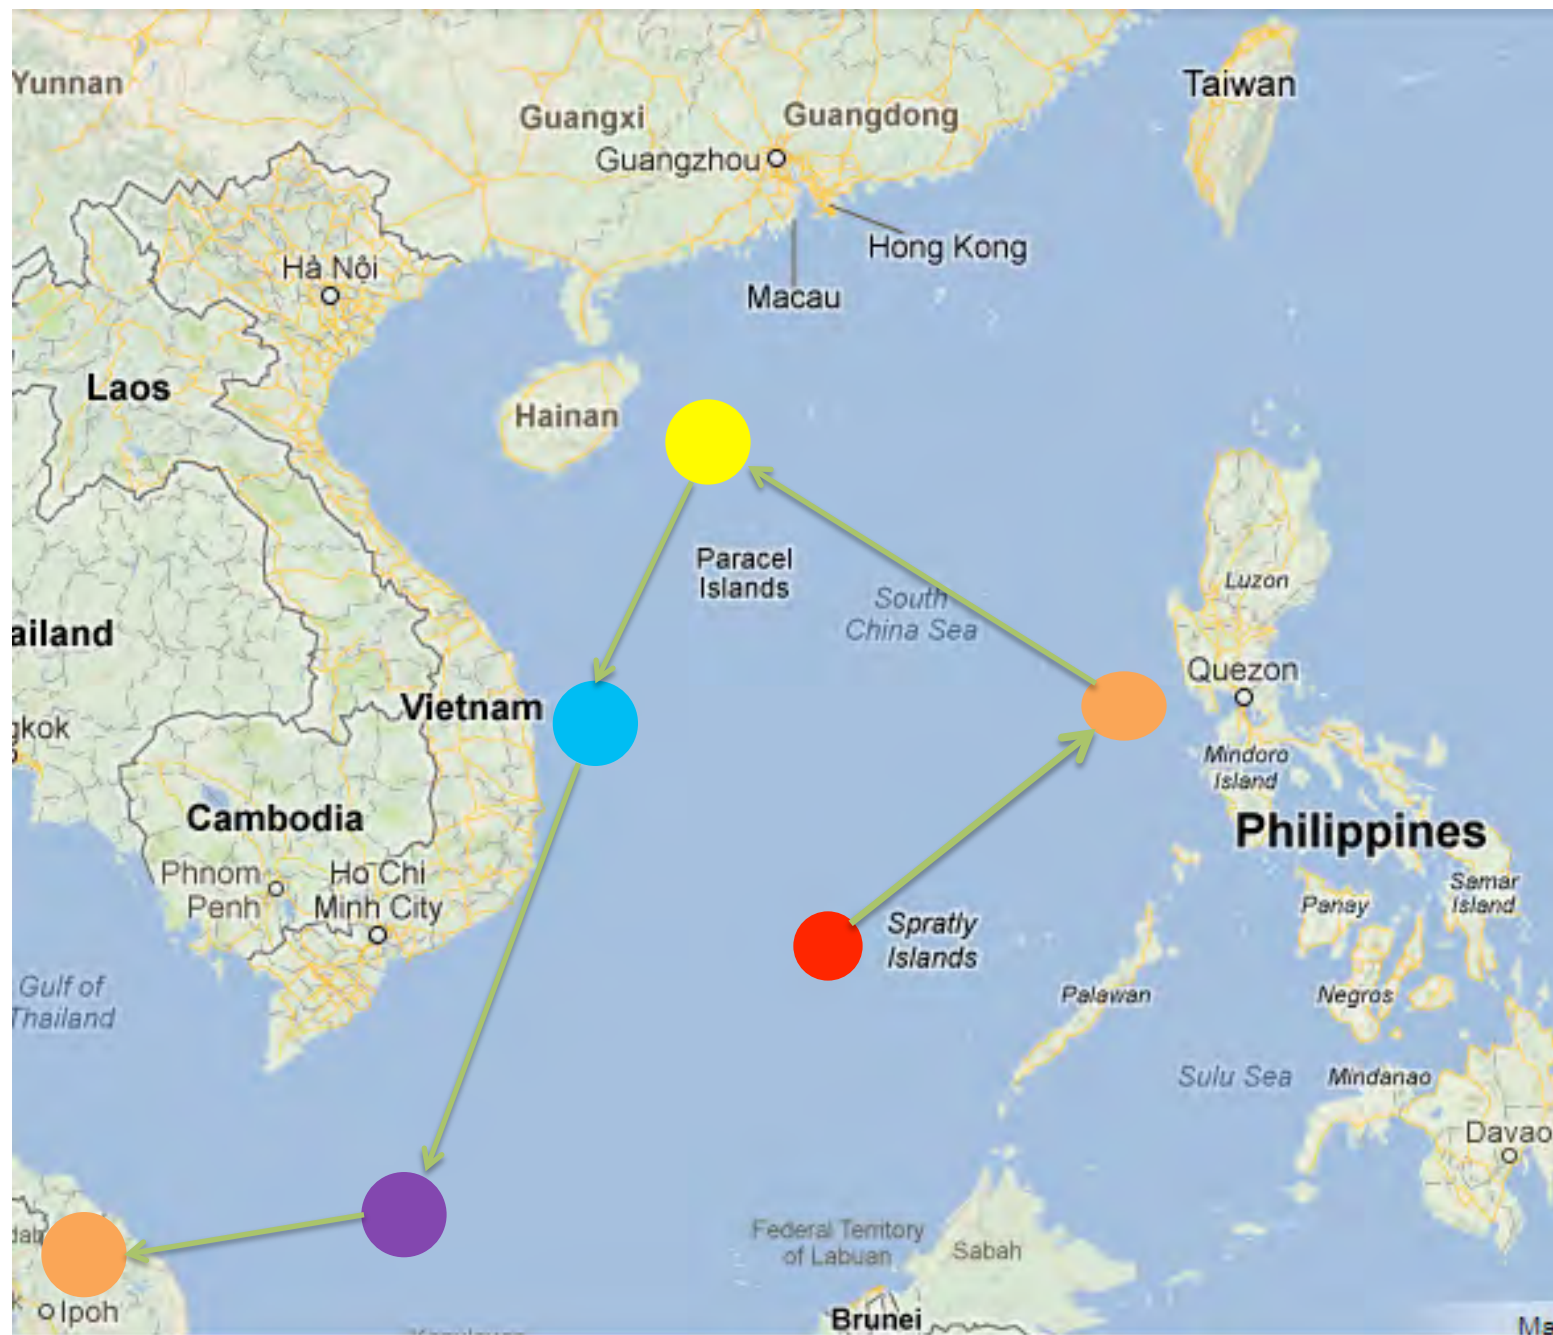 Yunnan
Taiwan
Guangxi
Guangdong
Guangzhou
Hong Kong
Hà Nội
Macau
Laos
Hainan
Paracel
Islands
South
China Sea
Luzon
ailand
Quezon
Vietnam
gkok
Mindoro
Island
Cambodia
Philippines
Phnom
Penh
Ho Chi
Minh City
Samar
Island
Panay
Spratly
Islands
Gulf of
Thailand
Palawan
Negros
Sulu Sea
Mindanao
Davao
Federal Territory
of Labuan
Sabah
dah
Ipoh
Brunei
Ma